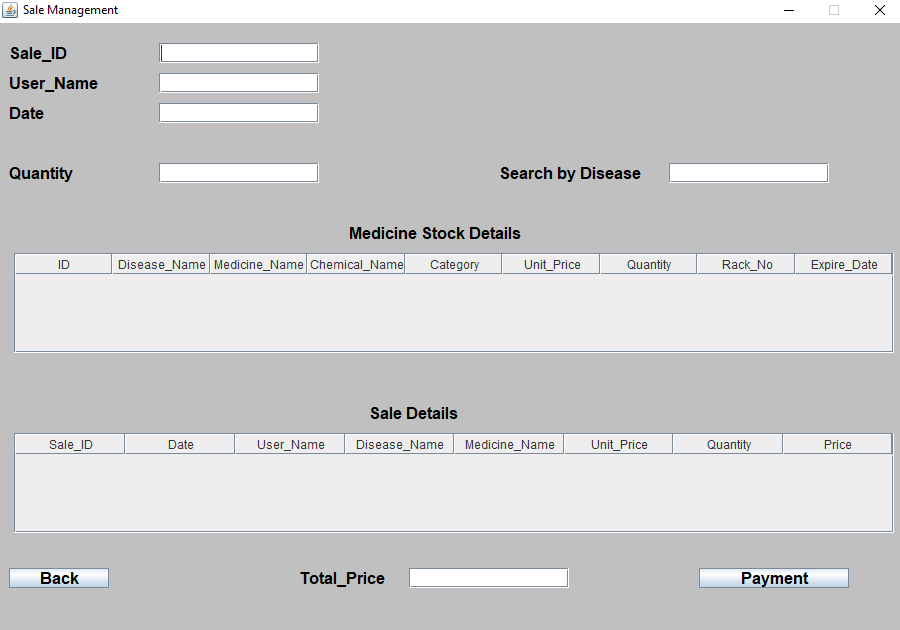 Sale Management
Sale_ID
User_Name
Date
Quantity Search by Disease
Medicine Stock Details
ID Disease_Name Medicine_Name Chemical_Name Category Unit_Price Quantity Rack_No Expire_Date
Sale Details
Sale_ID Date User_Name Disease_Name Medicine_Name Unit_Price Quantity Price
Back Total_Price Payment